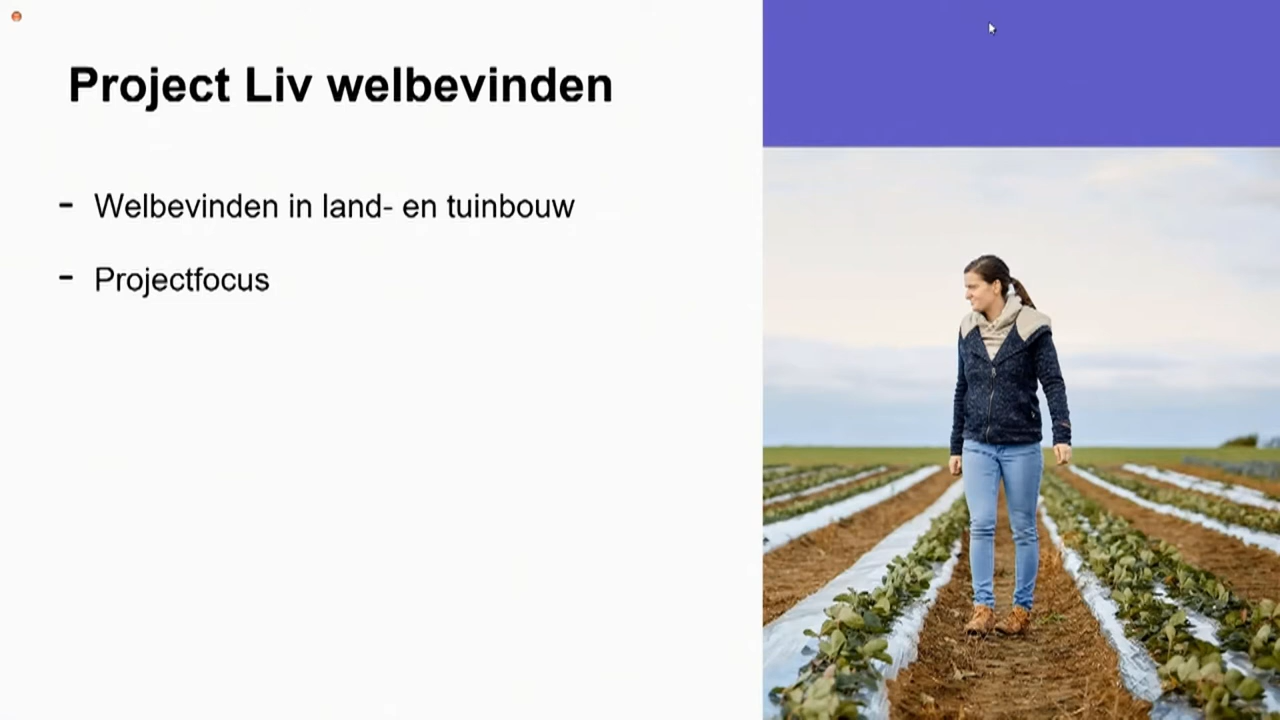 Project Liv welbevinden
- Welbevinden in land- en tuinbouw
- Projectfocus